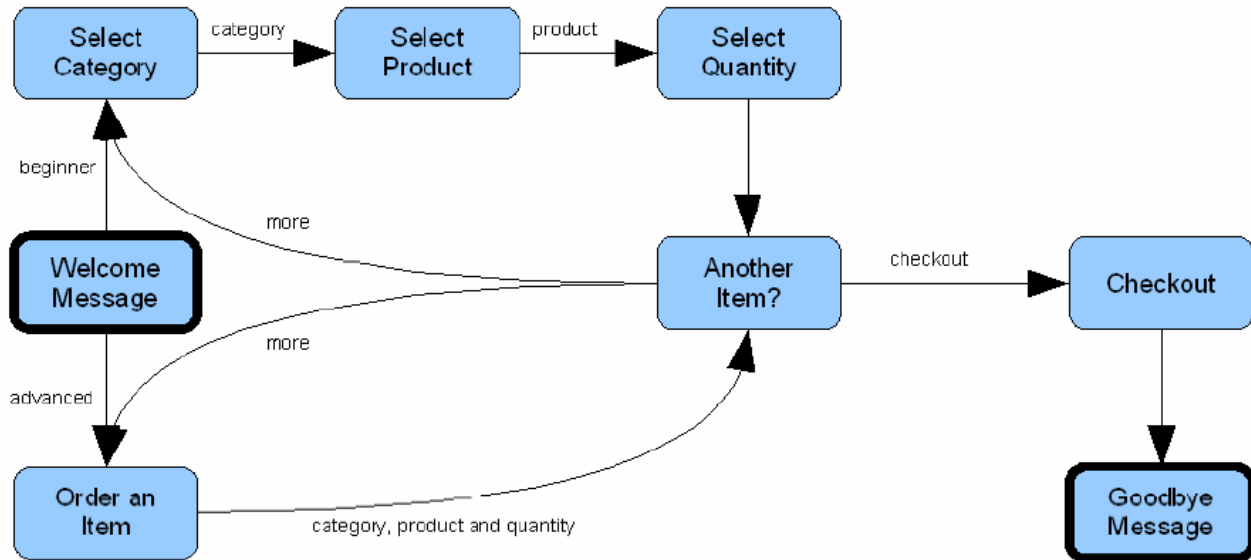 Select
Category
category
Select
Product
product
Select
Quantity
beginner
more
Welcome
Message
Another
Item?
checkout
Checkout
more
advanced
Order an
Item
category, product and quantity
Goodbye
Message